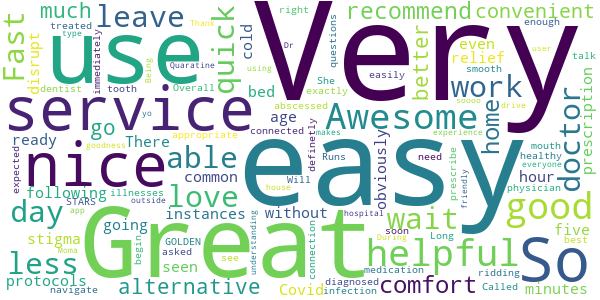 Very
easy
Great
use
service
nice
So
Awesome
helpful
good
able
love
leave
quick
recommend
convenient
work
doctor
wait
day
less
alternative
comfort
Fast
much
go
home
better
disrupt
treated
type
Being
Quaratine
immediately
Thank
Dr
right
questions
cold
even
relief
enough
user
smooth
talk
prescription
She
exactly
easily
using
dentist
tooth
Overall
bed
yo
abscessed
age
connected
definetly
Runs
makes
soooo
drive
experience
appropriate
ready
There
expected
following
illnesses
common
obviously
Will
need
prescribe
friendly
mouth
healthy
everyone
physician
hour
five
best
minutes
stigma
going
instances
without
house
hospital
soon
STARS
outside
GOLDEN
understanding
connection
During
Long
app
begin
asked
seen
see
diagnosed
medication
infection
ridding
Called
protocols
goodness
Moma
navigate
Covid